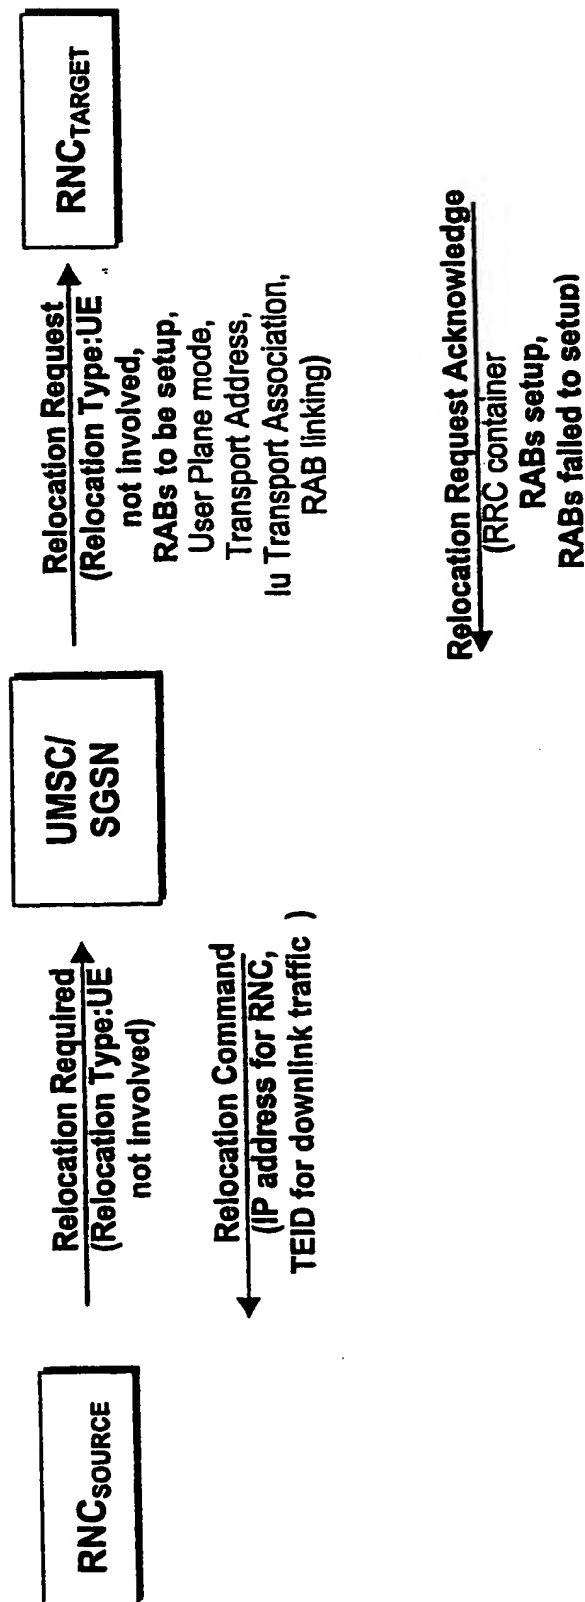 RNCSOURCE
Relocation Required
(Relocation Type:UE
not Involved)
Relocation Command
(IP address for RNC,
TEID for downlink traffic )
UMSC/
SGSN
Relocation Request
(Relocation Type:UE
not Involved,
RABs to be setup,
User Plane mode,
Transport Address,
Iu Transport Association,
RAB linking)
Relocation Request Acknowledge
(RRC container
RABs setup,
RABs failed to setup)
RNCTARGET